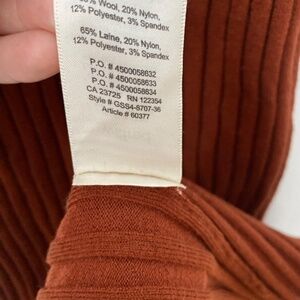 Wool, 20% Nylon,
12% Polyester, 3% Spandex
65% Laine, 20% Nylon,
12% Polyester, 3% Spandex
P.O. # 4500058632
P.O. # 4500058633
P.O. # 4500058634
CA 23725 RN 122354
Style # GSS4-8707-36
Article # 60377